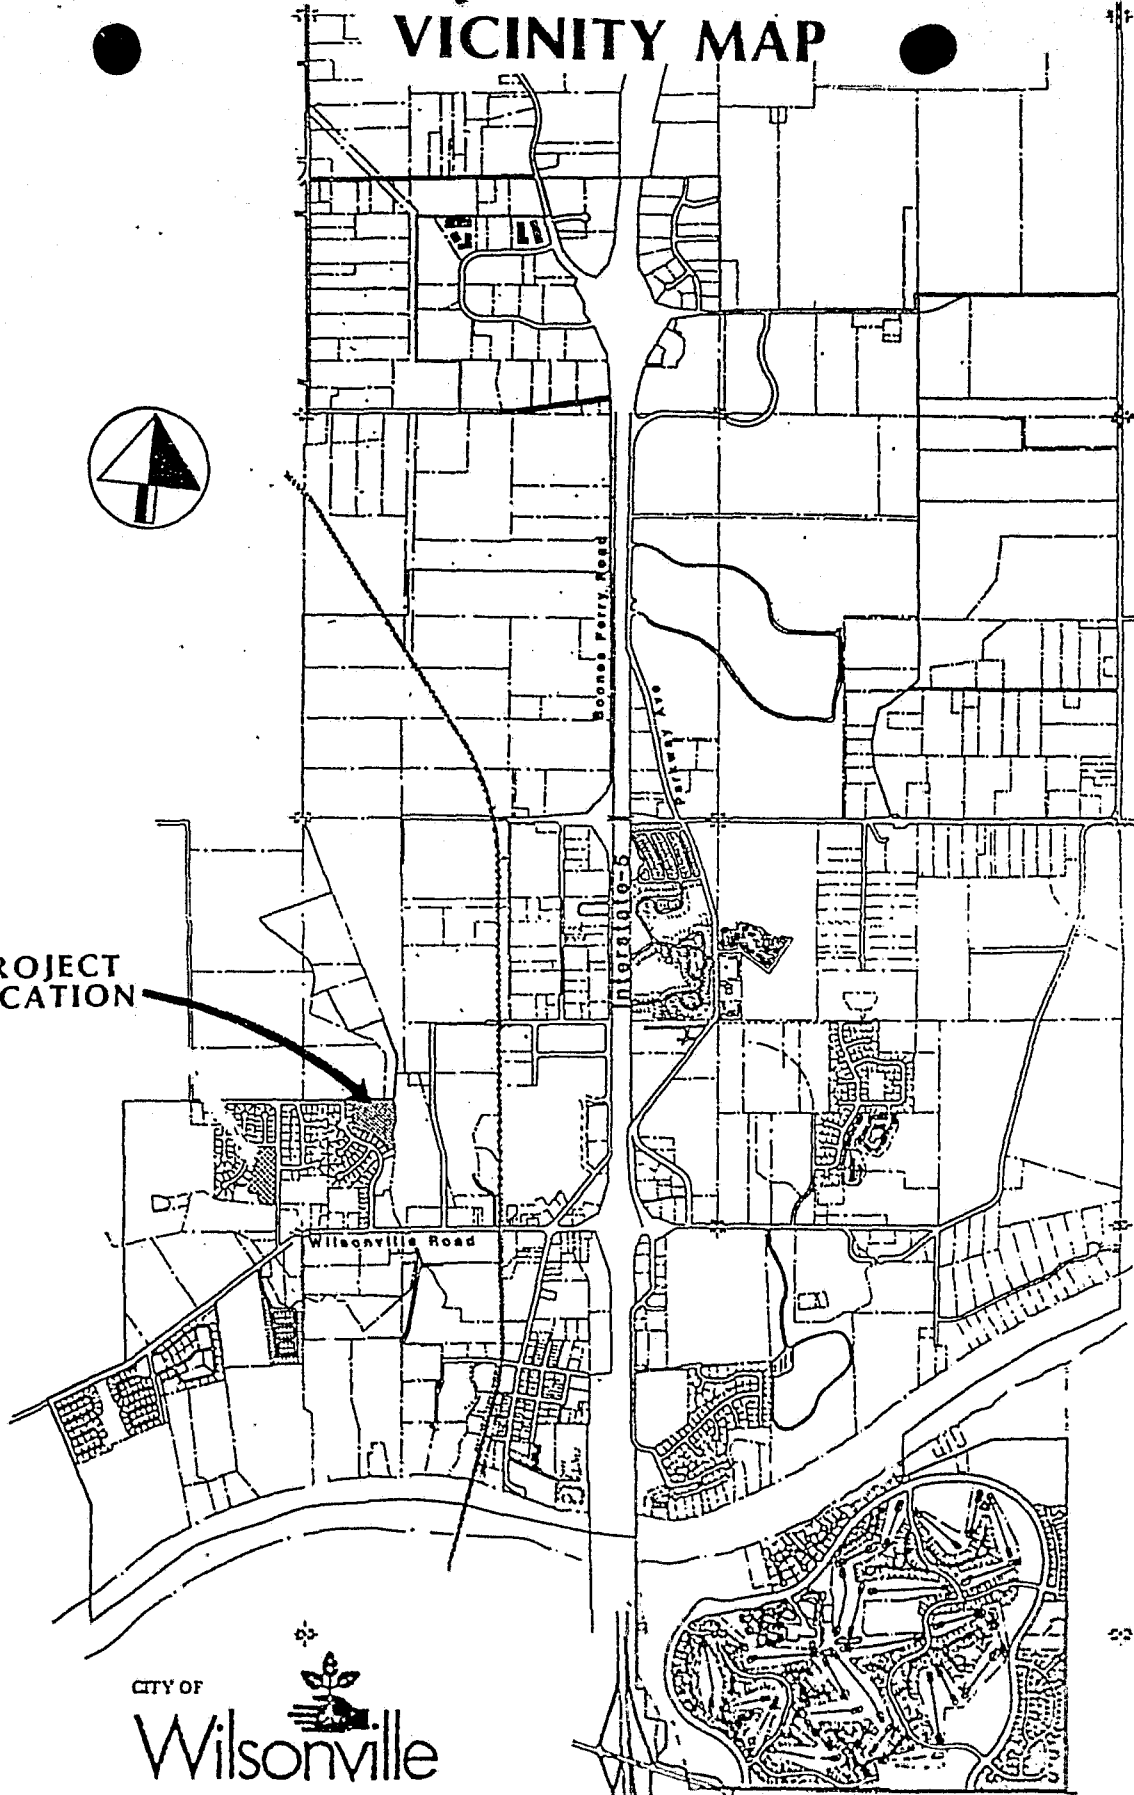 VICINITY MAP
Boones Ferry Road
Parkway Ave
Interstate-5
ROJECT
CATION
Wilsonville Road
CITY OF
Wilsonville